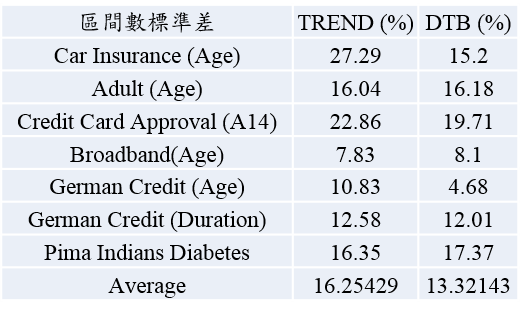 區間數標準差 TREND (%) DTB (%)
Car Insurance (Age) 27.29 15.2
Adult (Age) 16.04 16.18
Credit Card Approval (A14) 22.86 19.71
Broadband(Age) 7.83 8.1
German Credit (Age) 10.83 4.68
German Credit (Duration) 12.58 12.01
Pima Indians Diabetes 16.35 17.37
Average 16.25429 13.32143